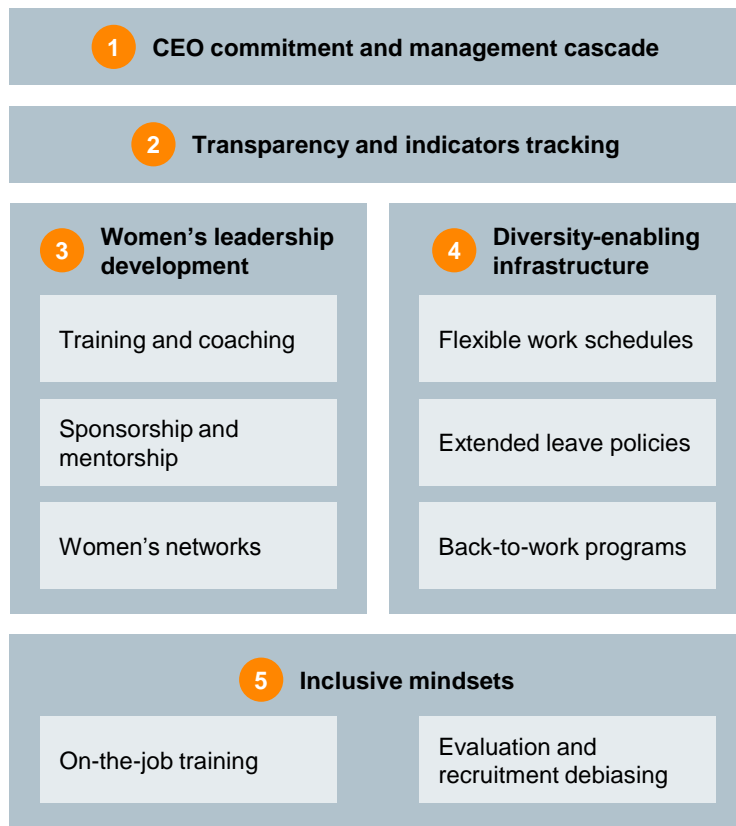 1 CEO commitment and management cascade
2 Transparency and indicators tracking
3 Women’s leadership
development
Training and coaching
Sponsorship and
mentorship
Women’s networks
4 Diversity-enabling
infrastructure
Flexible work schedules
Extended leave policies
Back-to-work programs
5 Inclusive mindsets
On-the-job training
Evaluation and
recruitment debiasing